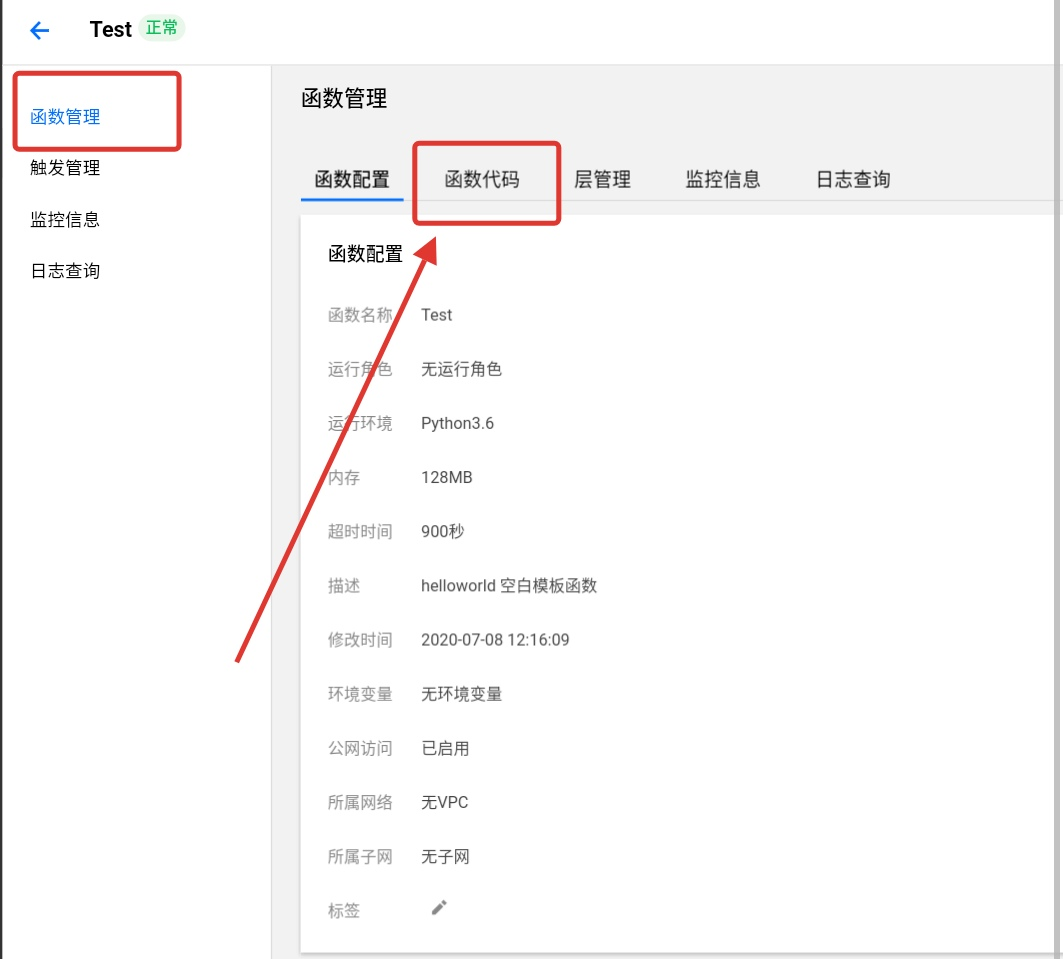 Test 正常
函数管理
触发管理
监控信息
日志查询
函数管理
函数配置 函数代码 层管理 监控信息 日志查询
函数配置
函数名称 Test
运行角色 无运行角色
运行环境 Python3.6
内存 128MB
超时时间 900秒
描述 helloworld 空白模板函数
修改时间 2020-07-08 12:16:09
环境变量 无环境变量
公网访问 已启用
所属网络 无VPC
所属子网 无子网
标签